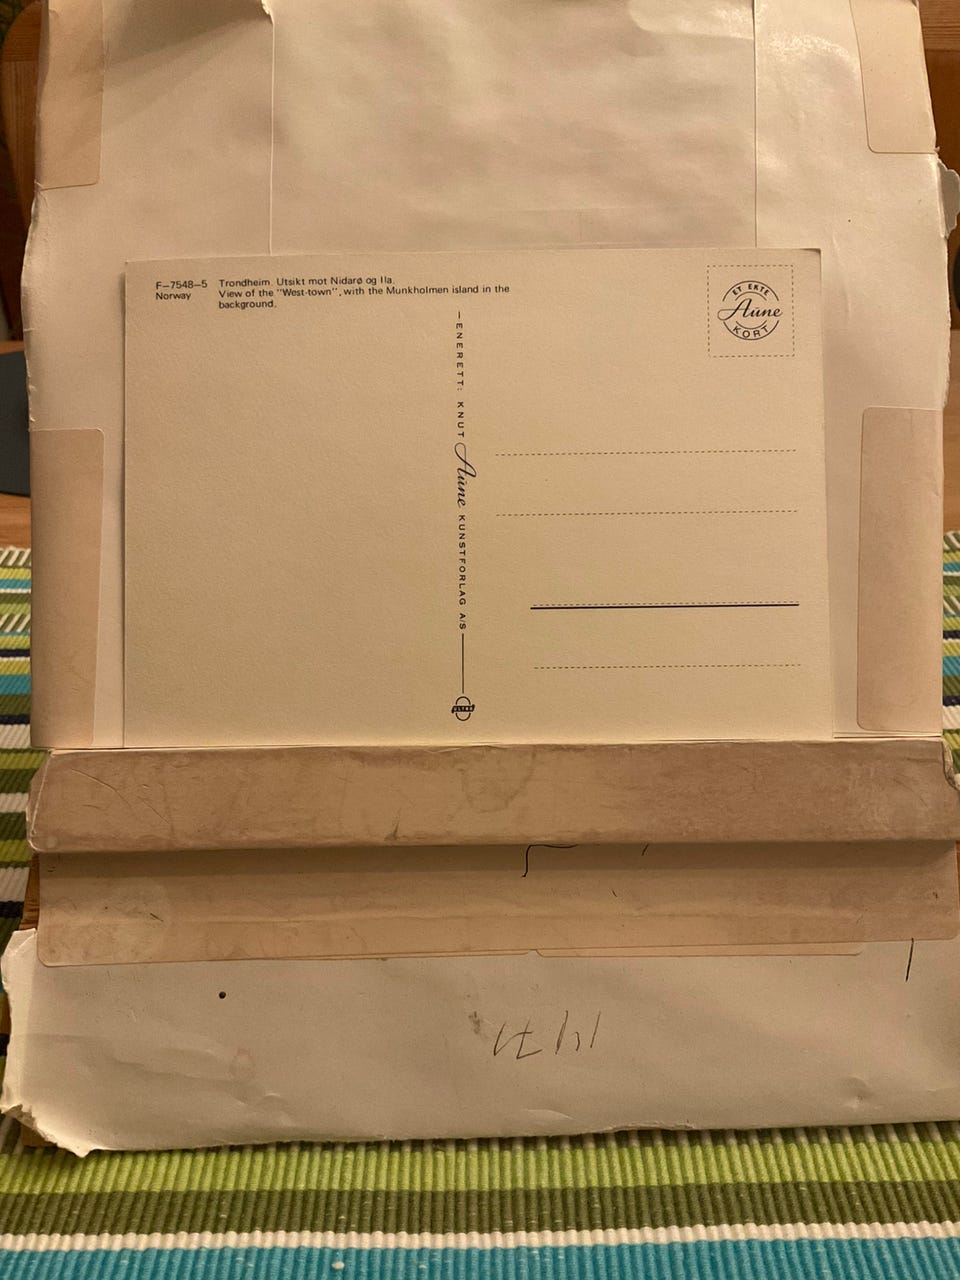 F–7548–5 Trondheim. Utsikt mot Nidarø og Ila.
Norway View of the "West-town", with the Munkholmen island in the
background.
ET EKTE
Aune
KORT
—ENERETT: KNUT Aune KUNSTFORLAG A/S—
ULTRA